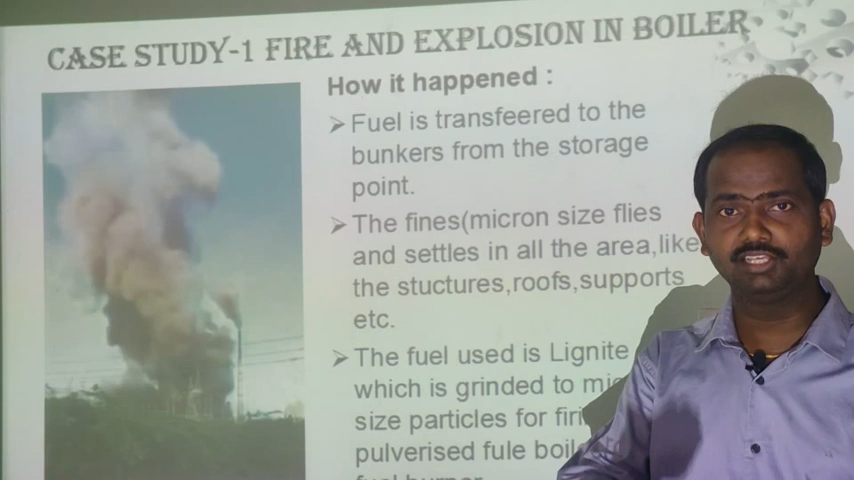 CASE STUDY-1 FIRE AND EXPLOSION IN BOILER
How it happened :
➢ Fuel is transfeered to the
bunkers from the storage
point.
➢ The fines(micron size flies
and settles in all the area,like
the stuctures,roofs,supports
etc.
➢ The fuel used is Lignite
which is grinded to
size particles for
pulverised fule